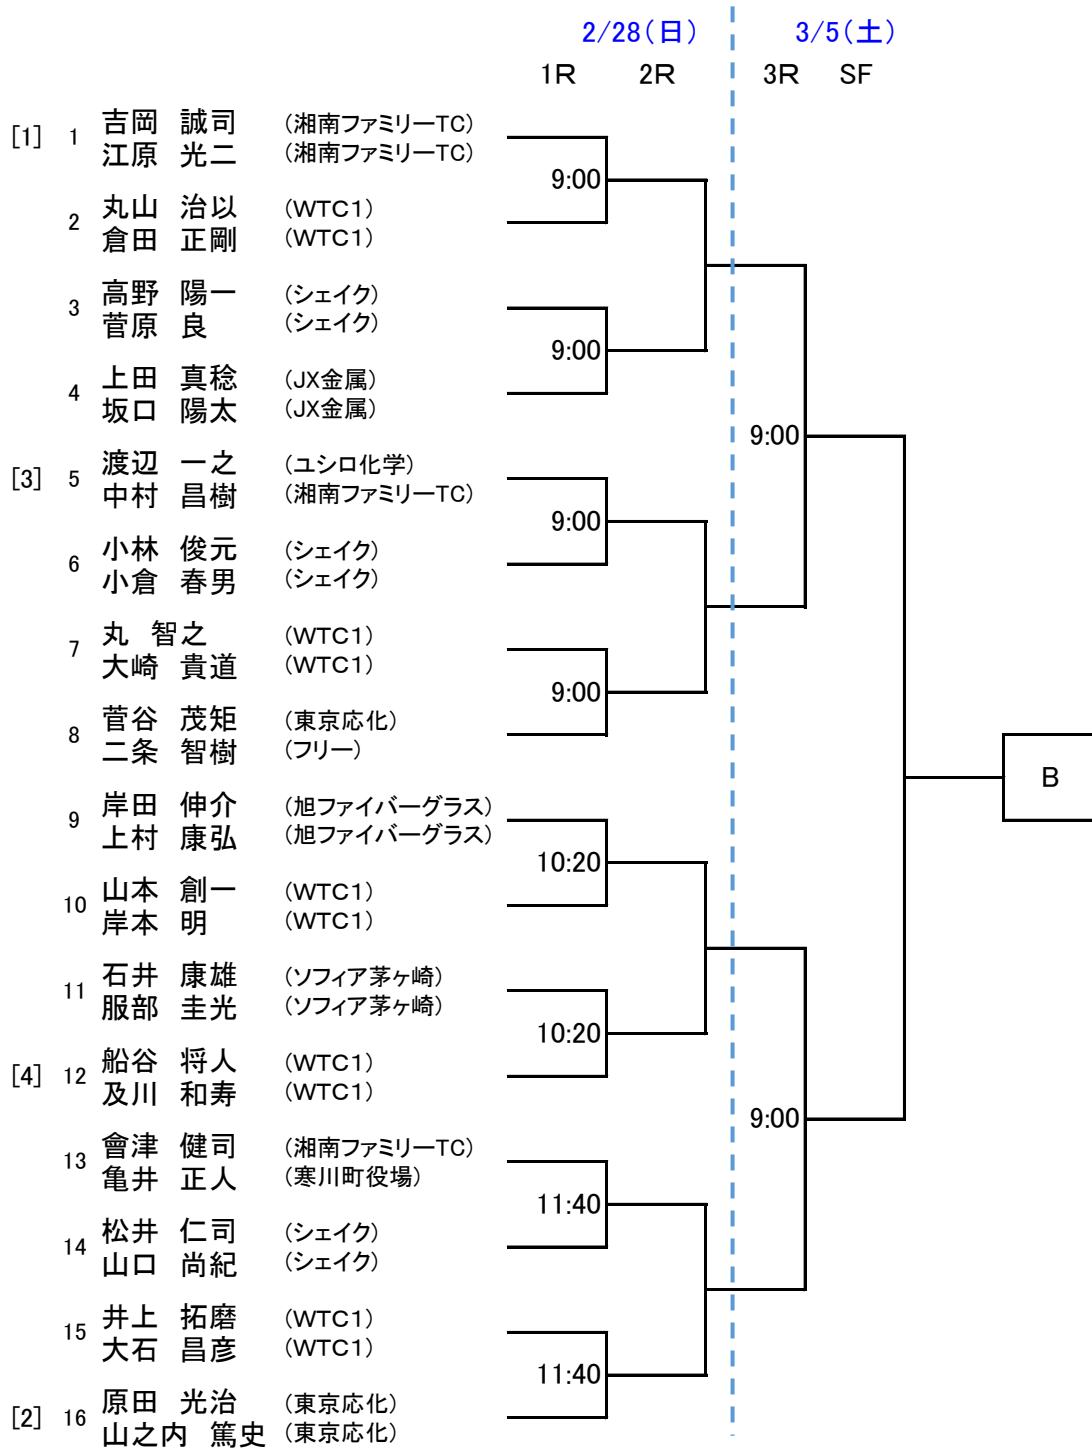 2/28(日) 3/5(土)
1R 2R 3R SF
[1] 1 吉岡 誠司 (湘南ファミリーTC)
江原 光二 (湘南ファミリーTC)
9:00
2 丸山 治以 (WTC1)
倉田 正剛 (WTC1)
3 高野 陽一 (シェイク)
菅原 良 (シェイク)
9:00
4 上田 真稔 (JX金属)
坂口 陽太 (JX金属)
9:00
[3] 5 渡辺 一之 (ユシロ化学)
中村 昌樹 (湘南ファミリーTC)
9:00
6 小林 俊元 (シェイク)
小倉 春男 (シェイク)
7 丸 智之 (WTC1)
大崎 貴道 (WTC1)
9:00
8 菅谷 茂矩 (東京応化)
二条 智樹 (フリー)
B
9 岸田 伸介 (旭ファイバーグラス)
上村 康弘 (旭ファイバーグラス)
10:20
10 山本 創一 (WTC1)
岸本 明 (WTC1)
11 石井 康雄 (ソフィア茅ヶ崎)
服部 圭光 (ソフィア茅ヶ崎)
10:20
[4] 12 船谷 将人 (WTC1)
及川 和寿 (WTC1)
9:00
13 會津 健司 (湘南ファミリーTC)
亀井 正人 (寒川町役場)
11:40
14 松井 仁司 (シェイク)
山口 尚紀 (シェイク)
15 井上 拓磨 (WTC1)
大石 昌彦 (WTC1)
11:40
[2] 16 原田 光治 (東京応化)
山之内 篤史 (東京応化)